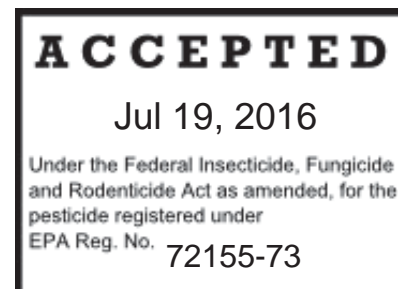 ACCEPTED
Jul 19, 2016
Under the Federal Insecticide, Fungicide
and Rodenticide Act as amended, for the
pesticide registered under
EPA Reg. No. 72155-73